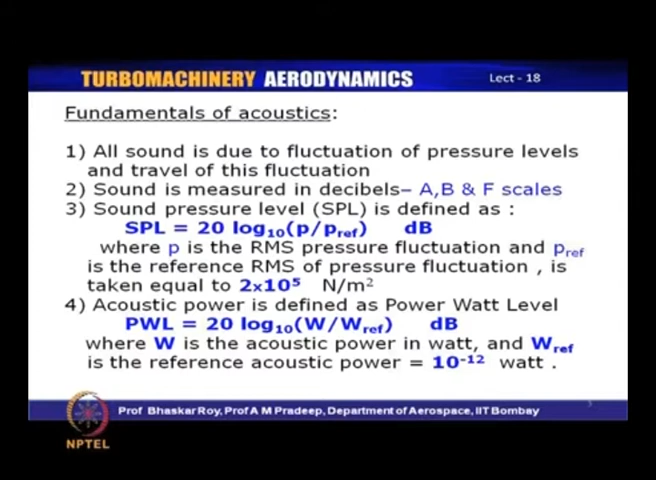 TURBOMACHINERY AERODYNAMICS Lect - 18
Fundamentals of acoustics:
1) All sound is due to fluctuation of pressure levels
and travel of this fluctuation
2) Sound is measured in decibels– A,B & F scales
3) Sound pressure level (SPL) is defined as :
SPL = 20 log₁₀(p/p_ref) dB
where p is the RMS pressure fluctuation and p_ref
is the reference RMS of pressure fluctuation , is
taken equal to 2x10⁵ N/m²
4) Acoustic power is defined as Power Watt Level
PWL = 20 log₁₀(W/W_ref) dB
where W is the acoustic power in watt, and W_ref
is the reference acoustic power = 10⁻¹² watt .
Prof Bhaskar Roy, Prof A M Pradeep, Department of Aerospace, IIT Bombay
NPTEL